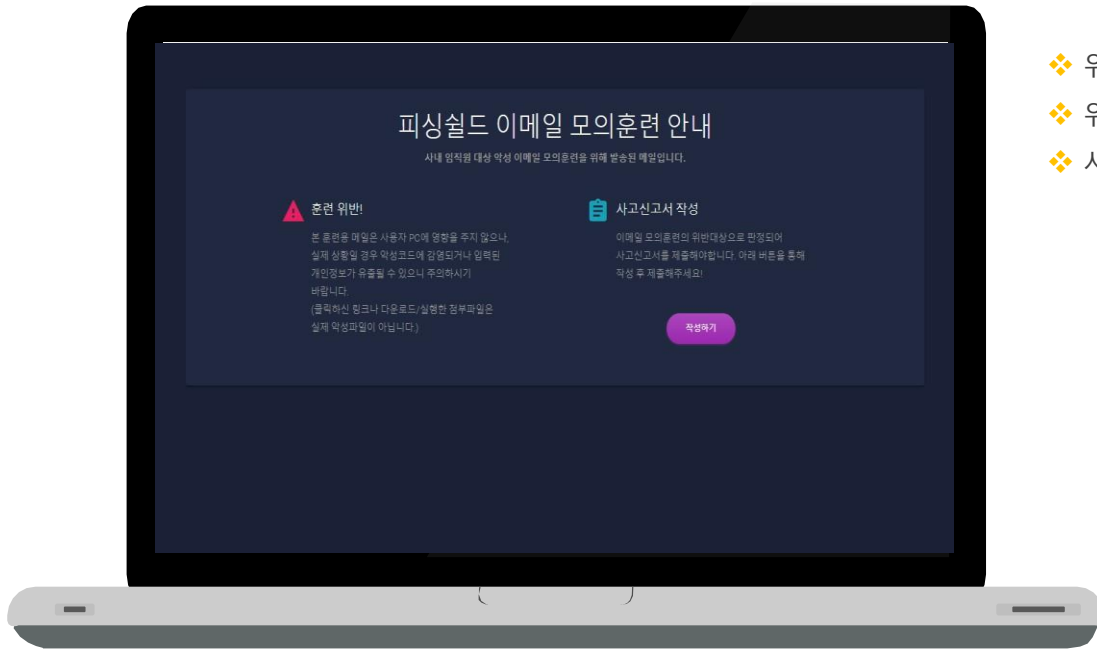 피싱쉴드 이메일 모의훈련 안내
사내 임직원 대상 악성 이메일 모의훈련을 위해 발송된 메일입니다.
훈련 위반!
본 훈련용 메일은 사용자 PC에 영향을 주지 않으나,
실제 상황일 경우 악성코드에 감염되거나 입력된
개인정보가 유출될 수 있으니 주의하시기
바랍니다.
(클릭하신 링크나 다운로드/실행한 첨부파일은
실제 악성파일이 아닙니다.)
사고신고서 작성
이메일 모의훈련의 위반대상으로 판정되어
사고신고서를 제출해야합니다. 아래 버튼을 통해
작성 후 제출해주세요!
작성하기